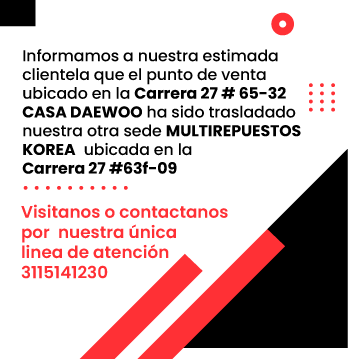 Informamos a nuestra estimada
clientela que el punto de venta
ubicado en la Carrera 27 # 65-32
CASA DAEWOO ha sido trasladado
nuestra otra sede MULTIREPUESTOS
KOREA ubicada en la
Carrera 27 #63f-09
Visitanos o contactanos
por nuestra única
linea de atención
3115141230